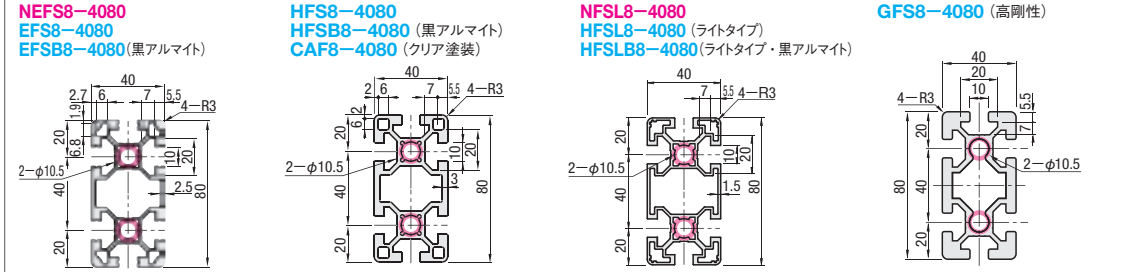 NEFS8-4080
EFS8-4080
EFSB8-4080(黒アルマイト)
40
2.7 6 7 5.5
4-R3
1.9
20
6.8
2-φ10.5
10
20
40
2.5
80
20
HFS8-4080
HFSB8-4080 (黒アルマイト)
CAF8-4080 (クリア塗装)
40
2 6 7 5.5
4-R3
2
6
20
10
20
2-φ10.5
40
3
80
20
NFSL8-4080
HFSL8-4080 (ライトタイプ)
HFSLB8-4080(ライトタイプ・黒アルマイト)
40
7 5.5
4-R3
20
10 20
2-φ10.5
40
1.5
80
20
GFS8-4080 (高剛性)
40
20
10
4-R3
5.5
7
20
2-φ10.5
80
40
20